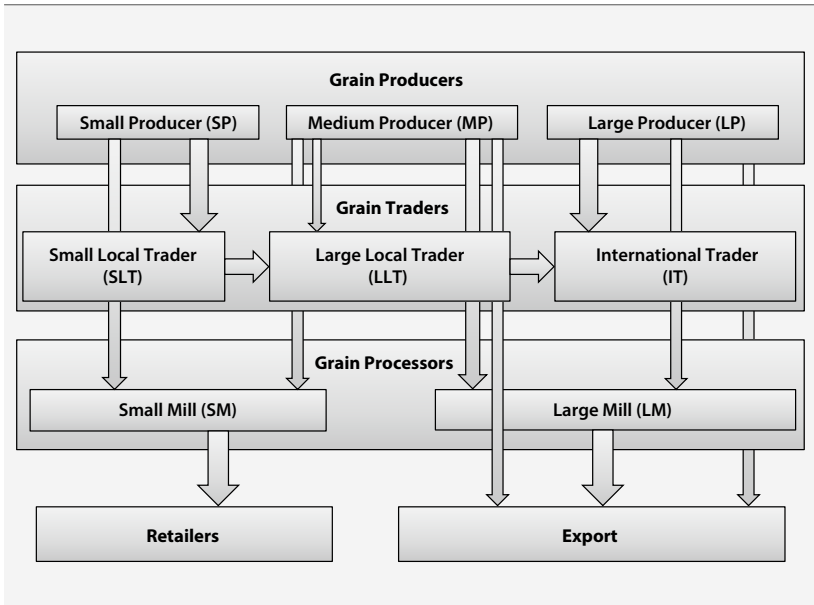 Grain Producers
Small Producer (SP)
Medium Producer (MP)
Large Producer (LP)
Grain Traders
Small Local Trader
(SLT)
Large Local Trader
(LLT)
International Trader
(IT)
Grain Processors
Small Mill (SM)
Large Mill (LM)
Retailers
Export